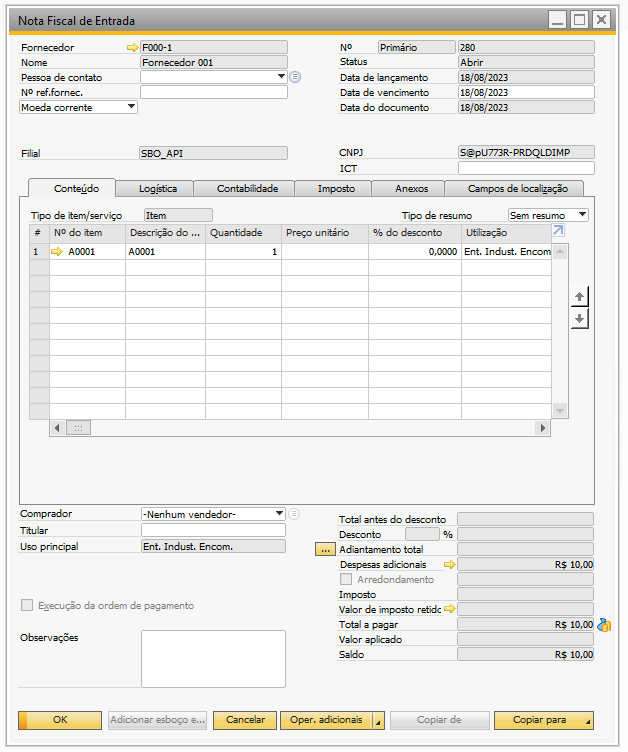 Nota Fiscal de Entrada
Fornecedor F000-1 Nº Primário 280
Nome Fornecedor 001 Status Abrir
Pessoa de contato Data de lançamento 18/08/2023
Nº ref.fornec. Data de vencimento 18/08/2023
Moeda corrente Data do documento 18/08/2023
Filial SBO_API CNPJ S@pU773R-PRDQLDIMP
ICT
Conteúdo Logística Contabilidade Imposto Anexos Campos de localização
Tipo de item/serviço Item Tipo de resumo Sem resumo
# Nº do item Descrição do ... Quantidade Preço unitário % do desconto Utilização
1 A0001 A0001 1 0,0000 Ent. Indust. Encom
Comprador -Nenhum vendedor- Total antes do desconto
Titular Desconto %
Uso principal Ent. Indust. Encom. ... Adiantamento total
Despesas adicionais R$ 10,00
Arredondamento
Imposto
Execução da ordem de pagamento Valor de imposto retido
Total a pagar R$ 10,00
Observações Valor aplicado
Saldo R$ 10,00
OK Adicionar esboço e... Cancelar Oper. adicionais Copiar de Copiar para